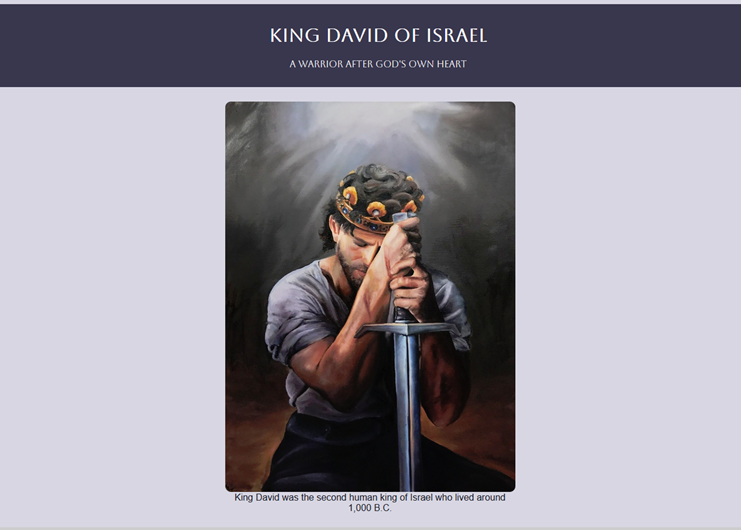 KING DAVID OF ISRAEL
A WARRIOR AFTER GOD'S OWN HEART
King David was the second human king of Israel who lived around
1,000 B.C.